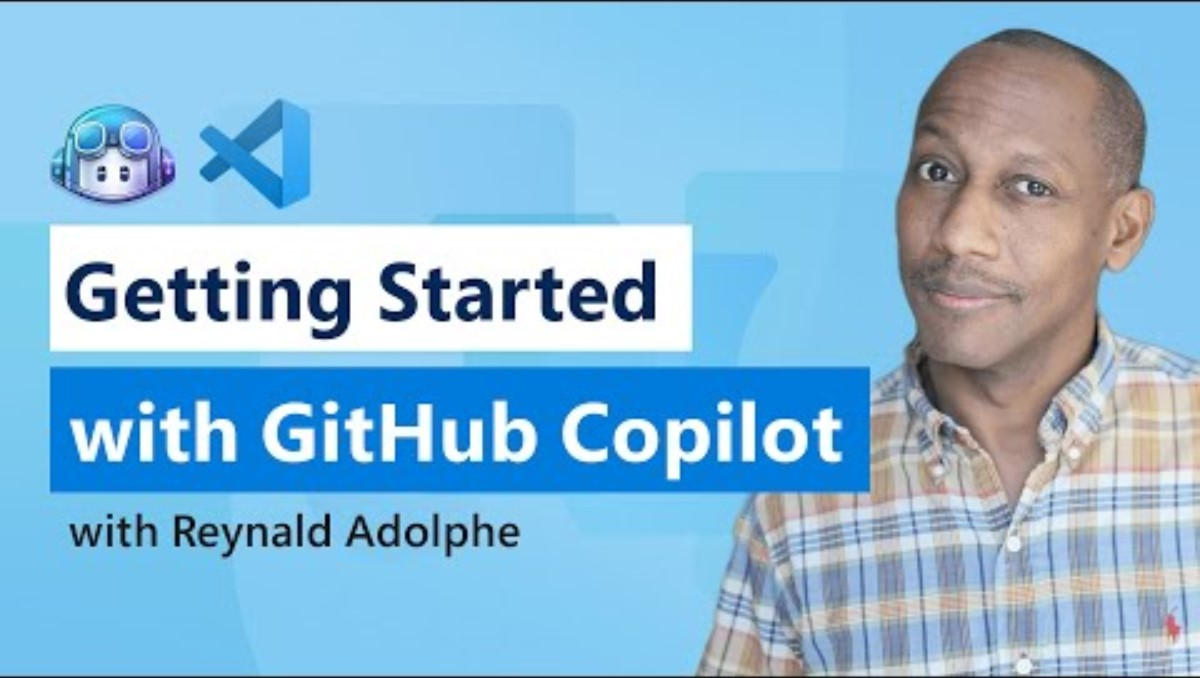 Getting Started
with GitHub Copilot
with Reynald Adolphe